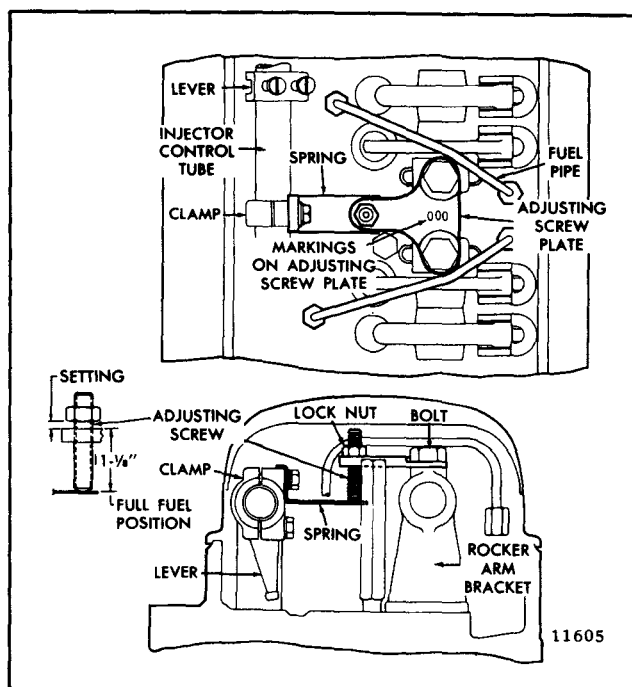 LEVER
INJECTOR
CONTROL
TUBE
SPRING
CLAMP
FUEL
PIPE
ADJUSTING
SCREW
PLATE
000
MARKINGS
ON ADJUSTING
SCREW PLATE
SETTING
ADJUSTING
SCREW
CLAMP
1-1/8"
FULL FUEL
POSITION
LEVER
LOCK NUT
BOLT
SPRING
ROCKER
ARM
BRACKET
11605